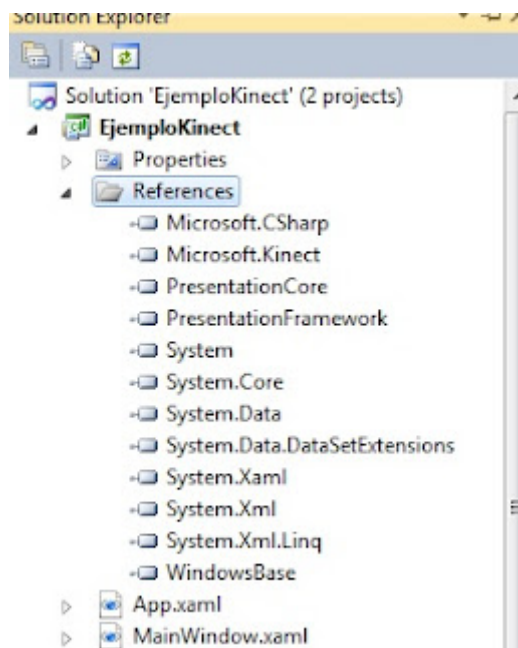 Solution Explorer
Solution 'EjemploKinect' (2 projects)
EjemploKinect
Properties
References
Microsoft.CSharp
Microsoft.Kinect
PresentationCore
PresentationFramework
System
System.Core
System.Data
System.Data.DataSetExtensions
System.Xaml
System.Xml
System.Xml.Linq
WindowsBase
App.xaml
MainWindow.xaml